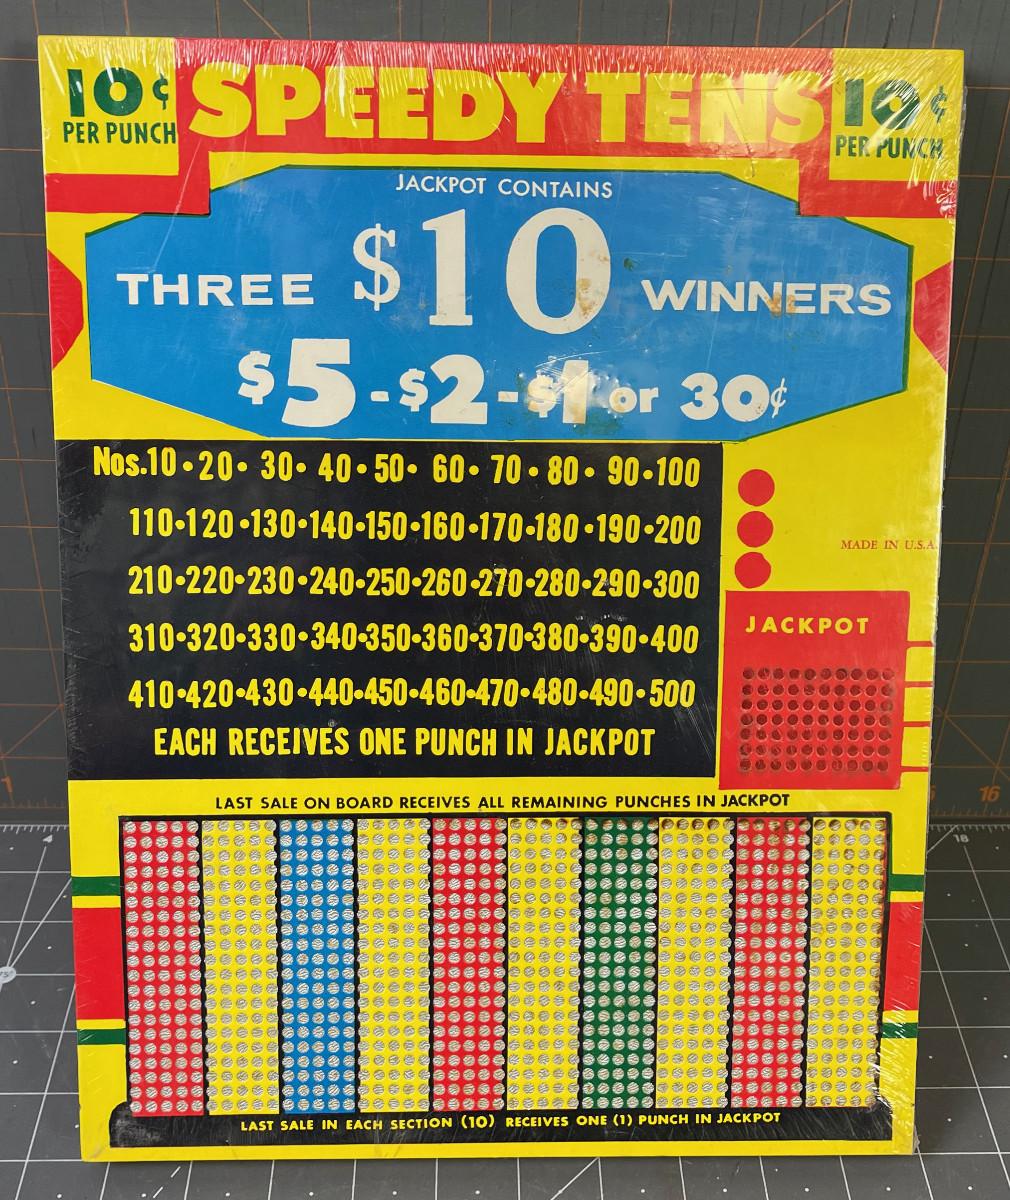 10¢ SPEEDY TENS 10¢
PER PUNCH PER PUNCH
JACKPOT CONTAINS
THREE $10 WINNERS
$5-$2-$1 or 30¢
Nos.10•20•30•40•50•60•70•80•90•100
110•120•130•140•150•160•170•180•190•200
210•220•230•240•250•260•270•280•290•300
310•320•330•340•350•360•370•380•390•400
410•420•430•440•450•460•470•480•490•500
EACH RECEIVES ONE PUNCH IN JACKPOT
MADE IN U.S.A.
JACKPOT
LAST SALE ON BOARD RECEIVES ALL REMAINING PUNCHES IN JACKPOT
LAST SALE IN EACH SECTION (10) RECEIVES ONE (1) PUNCH IN JACKPOT
16